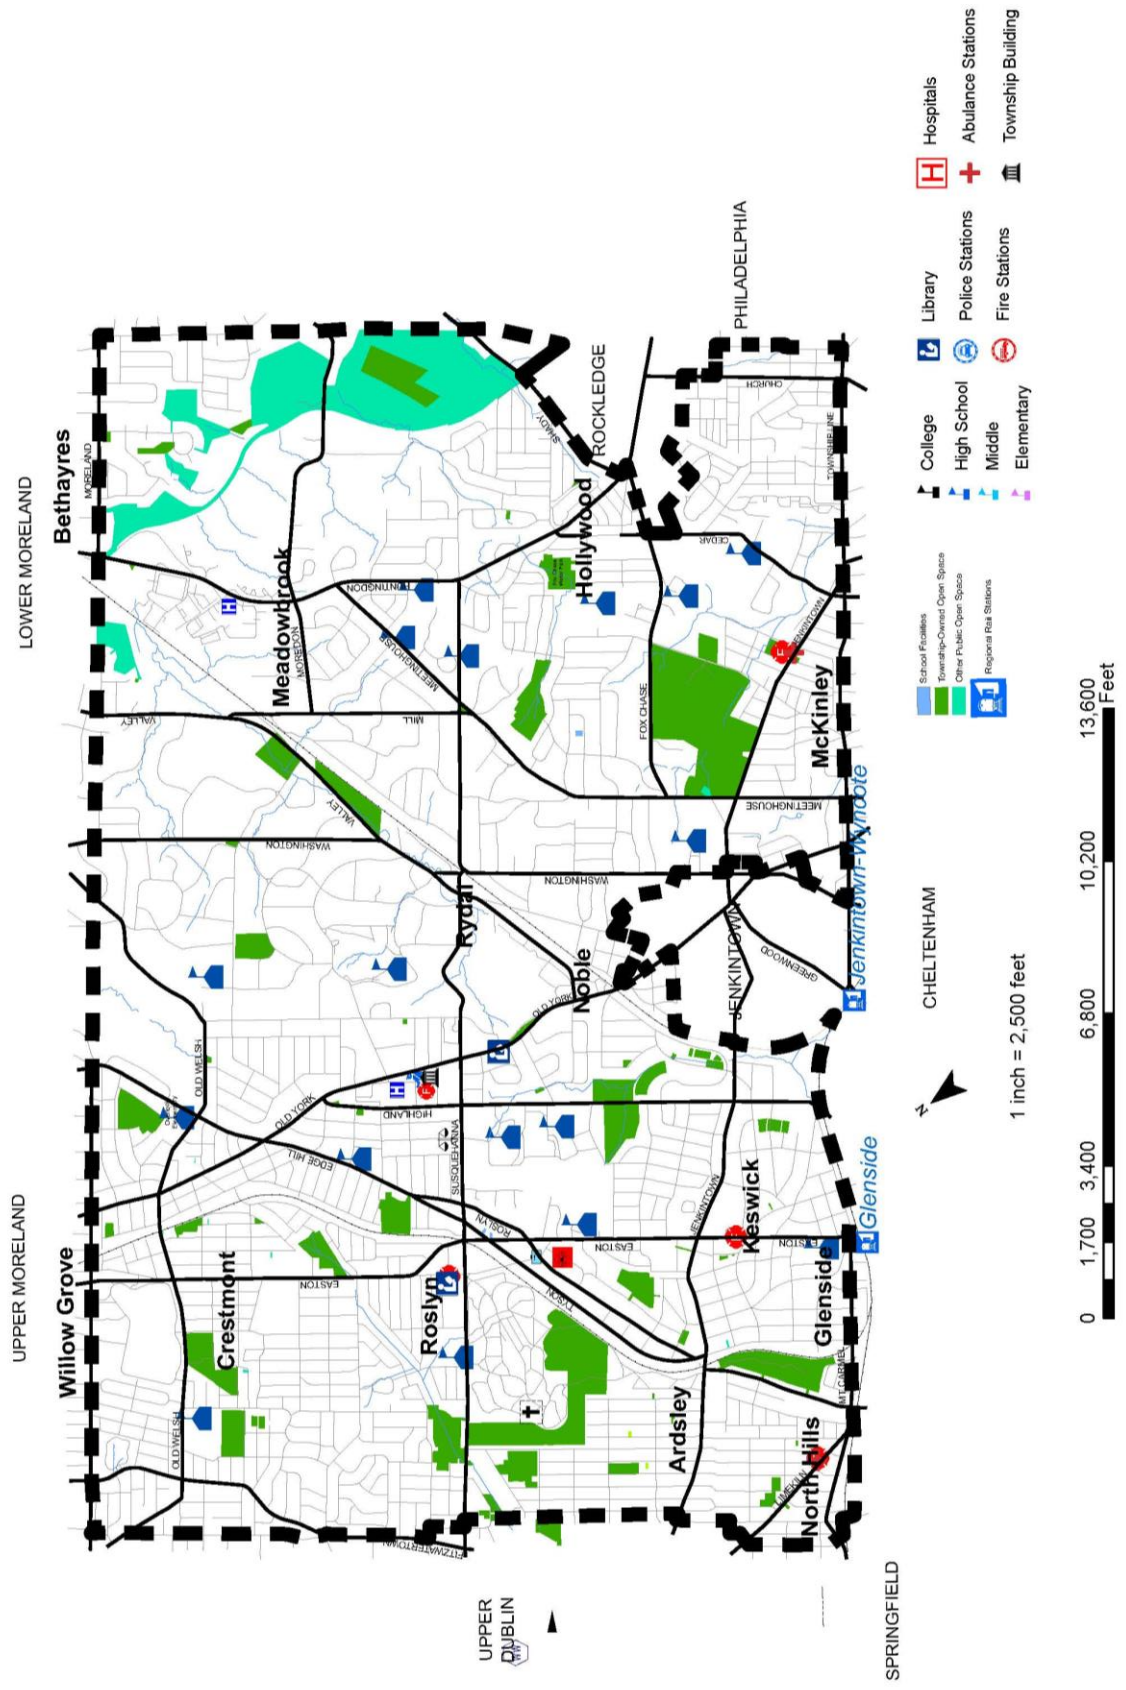 LOWER MORELAND
UPPER MORELAND
Willow Grove
Bethayres
MORELAND
VALLEY
WASHINGTON
OLD WELSH
OLD WELSH
Crestmont
EASTON
OLD YORK
EDGE HILL
HIGHLAND
VALLEY
Meadowbrook
MOREDON
HUNTINGDON
MEETINGHOUSE
MILL
H
H
Roslyn
SUSQUEHANNA
Rydal
FITZWATERTOWN
ROSLYN
TYSON
EASTON
OLD YORK
Noble
WASHINGTON
Hollywood
SHADY
ROCKLEDGE
FOX CHASE
CEDAR
CHURCH
PHILADELPHIA
UPPER
DUBLIN
Ardsley
JENKINTOWN
Keswick
EASTON
JENKINTOWN
GREENWOOD
MEETINGHOUSE
McKinley
JENKINTOWN
TOWNSHIP LINE
North Hills
LIMEKILN
MT CARMEL
Glenside
Glenside
Jenkintown-Wyncote
SPRINGFIELD
CHELTENHAM
N
1 inch = 2,500 feet
0 1,700 3,400 6,800 10,200 13,600
Feet
School Facilities
Township-Owned Open Space
Other Public Open Space
Regional Rail Stations
College
High School
Middle
Elementary
Library
Police Stations
Fire Stations
H Hospitals
Abulance Stations
Township Building